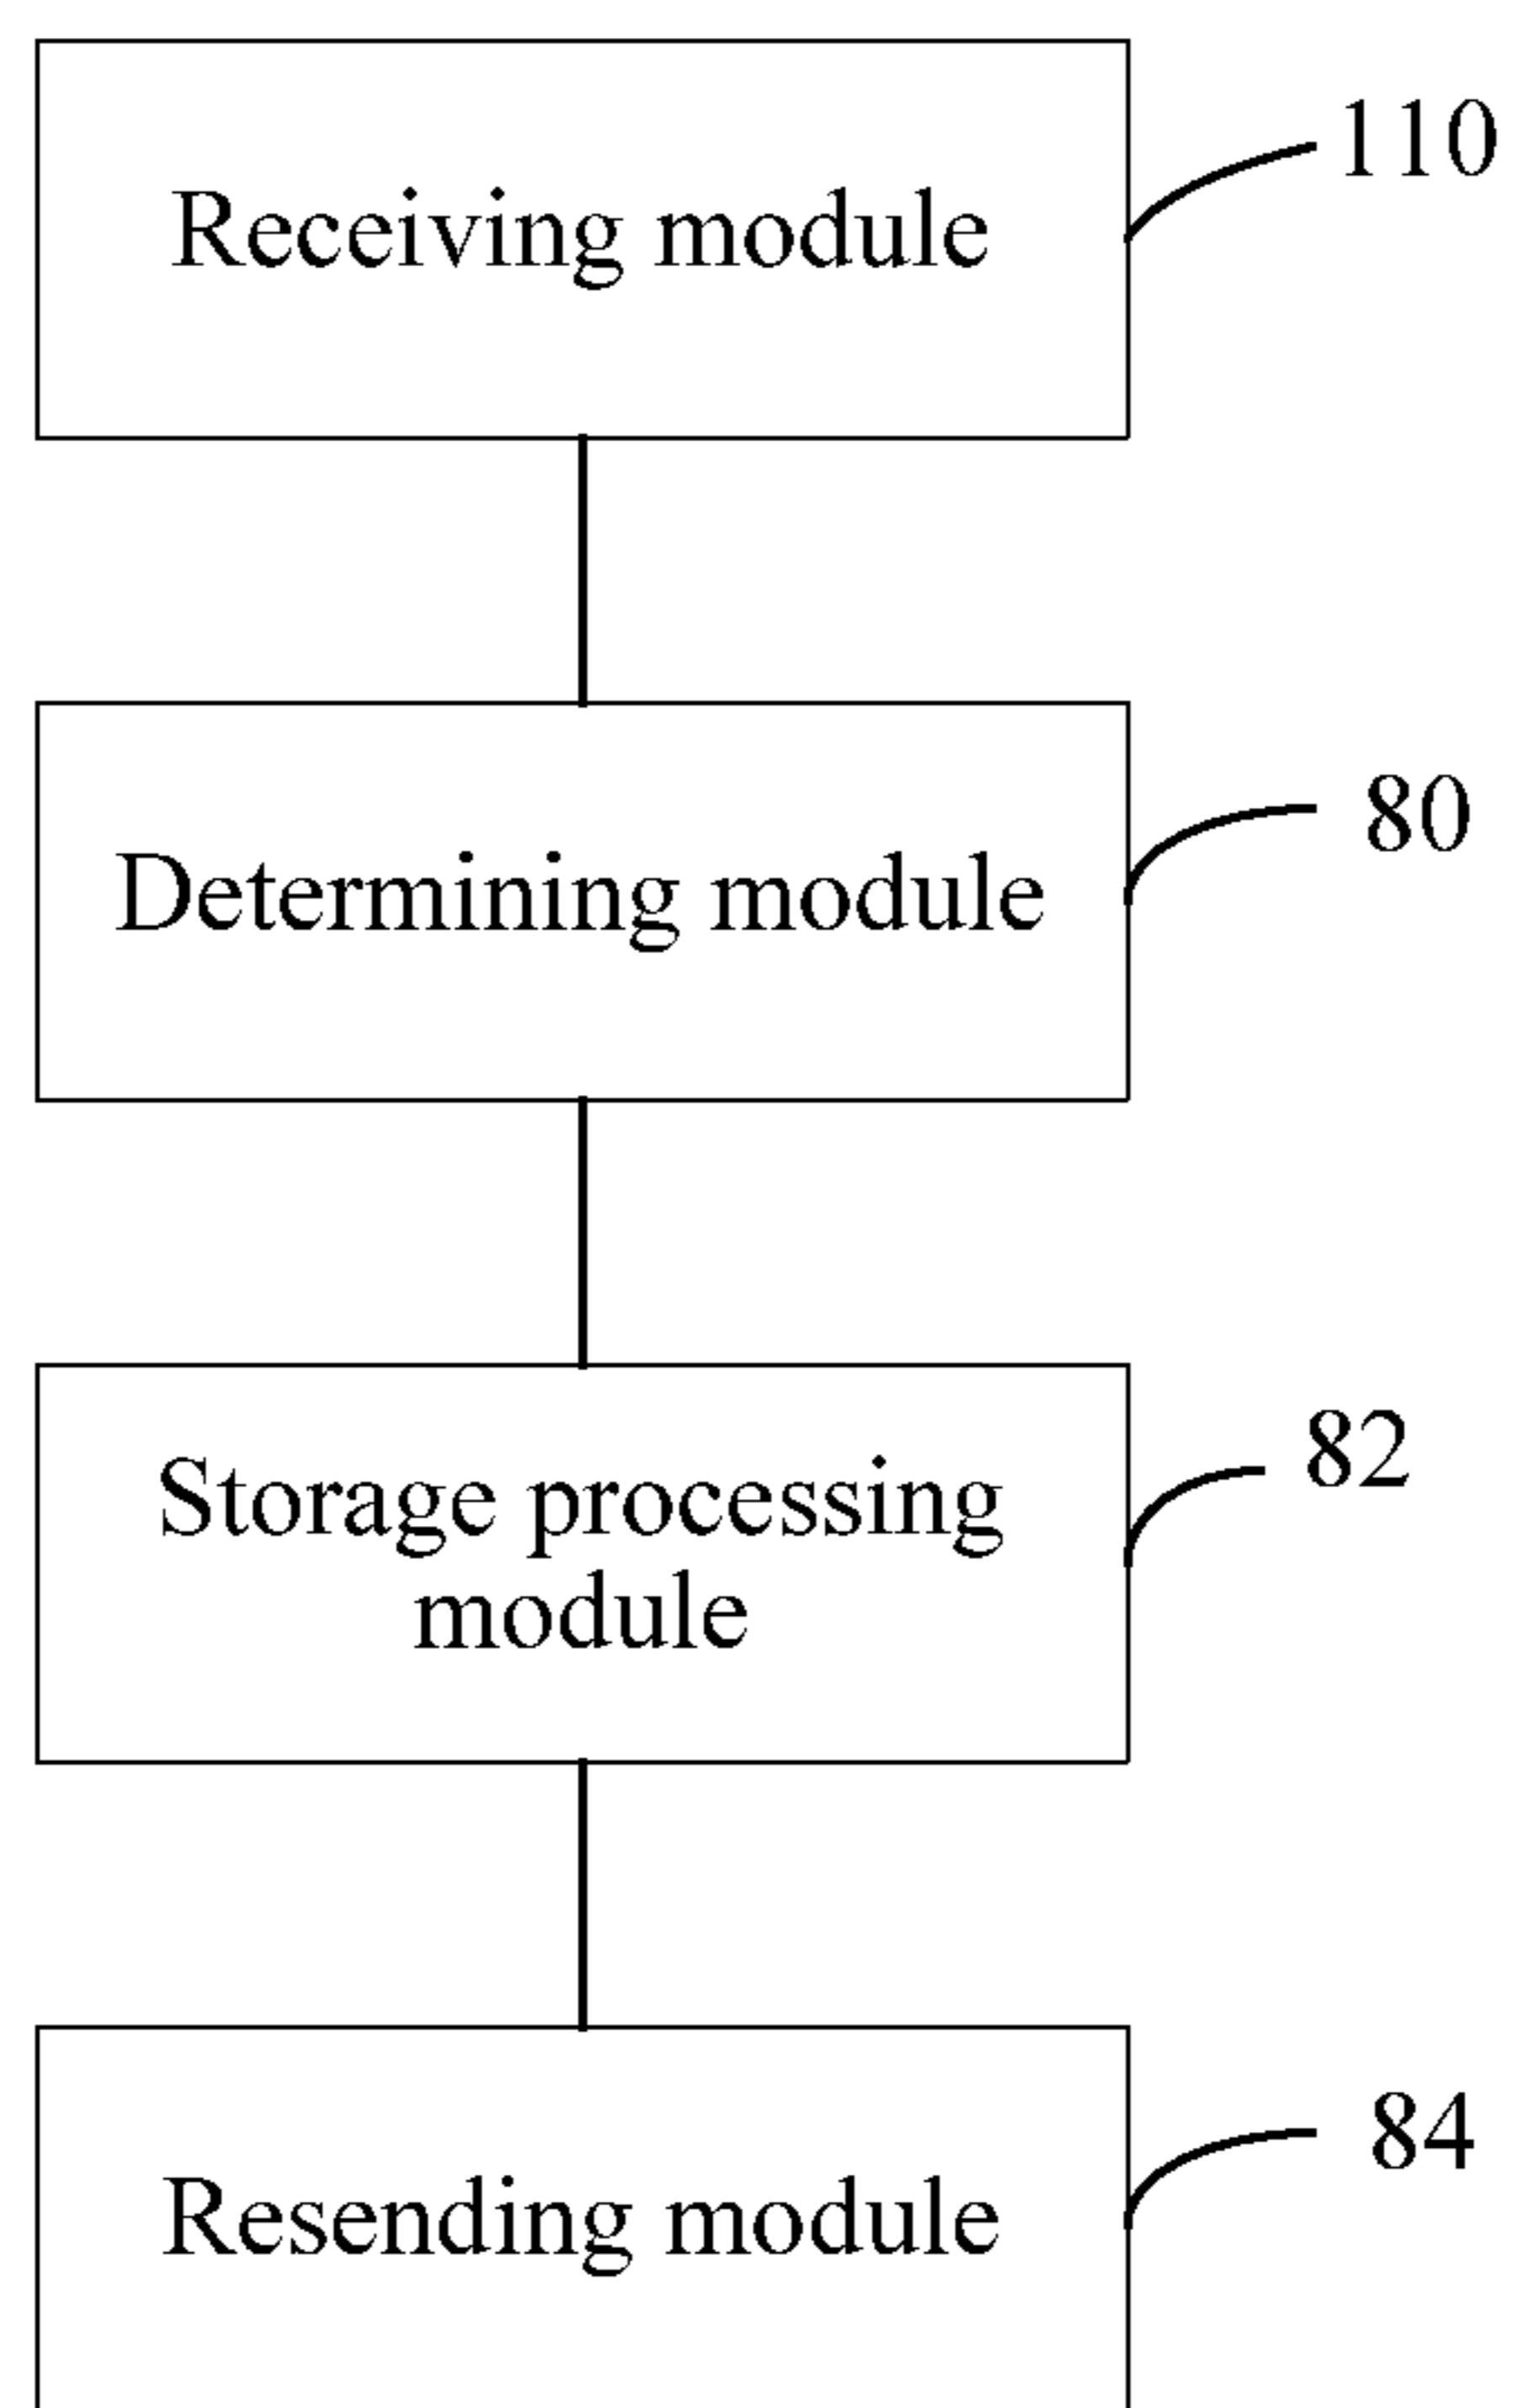 Receiving module
110
Determining module
80
Storage processing
module
82
Resending module
84